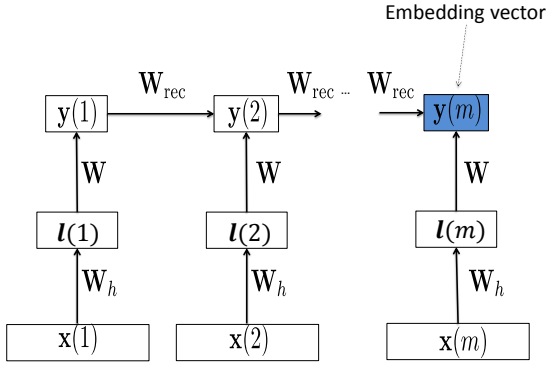 Embedding vector
W_rec W_rec ... W_rec
y(1) y(2) y(m)
W W W
l(1) l(2) l(m)
W_h W_h W_h
x(1) x(2) x(m)